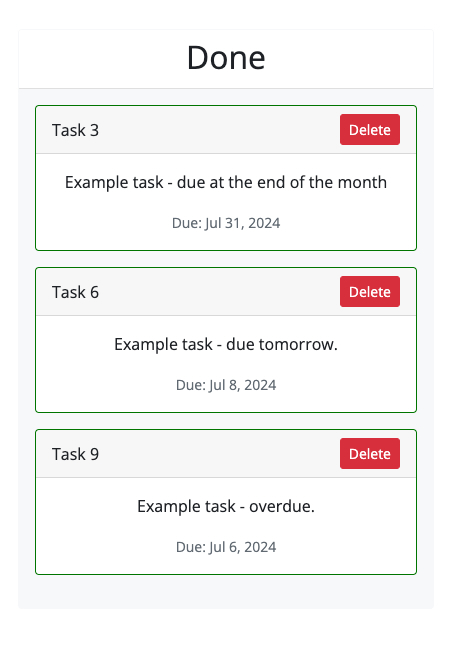 Done
Task 3
Delete
Example task - due at the end of the month
Due: Jul 31, 2024
Task 6
Delete
Example task - due tomorrow.
Due: Jul 8, 2024
Task 9
Delete
Example task - overdue.
Due: Jul 6, 2024